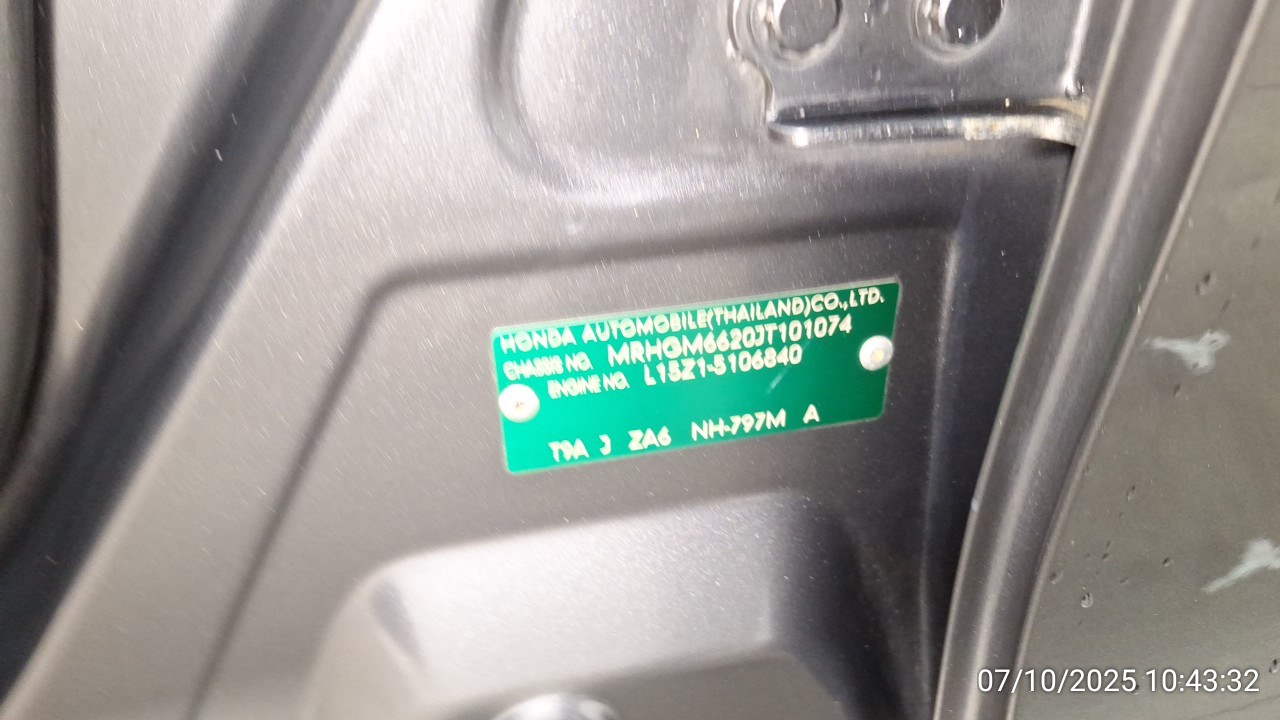 HONDA AUTOMOBILE(THAILAND)CO.,LTD.
CHASSIS NO. MRHGM6620JT101074
ENGINE NO. L15Z1-5106840
T9A J ZA6 NH-797M A
07/10/2025 10:43:32